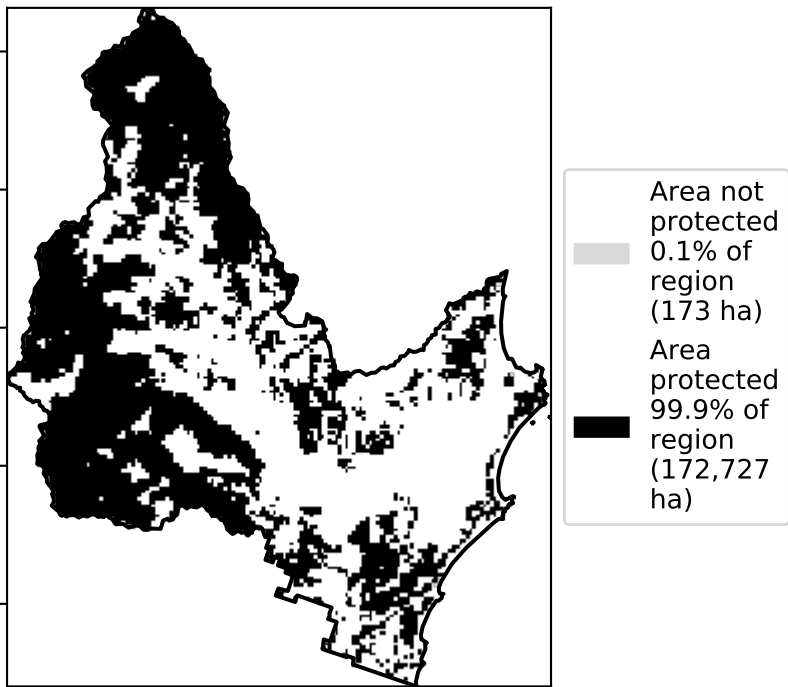 Area not
protected
0.1% of
region
(173 ha)
Area
protected
99.9% of
region
(172,727
ha)